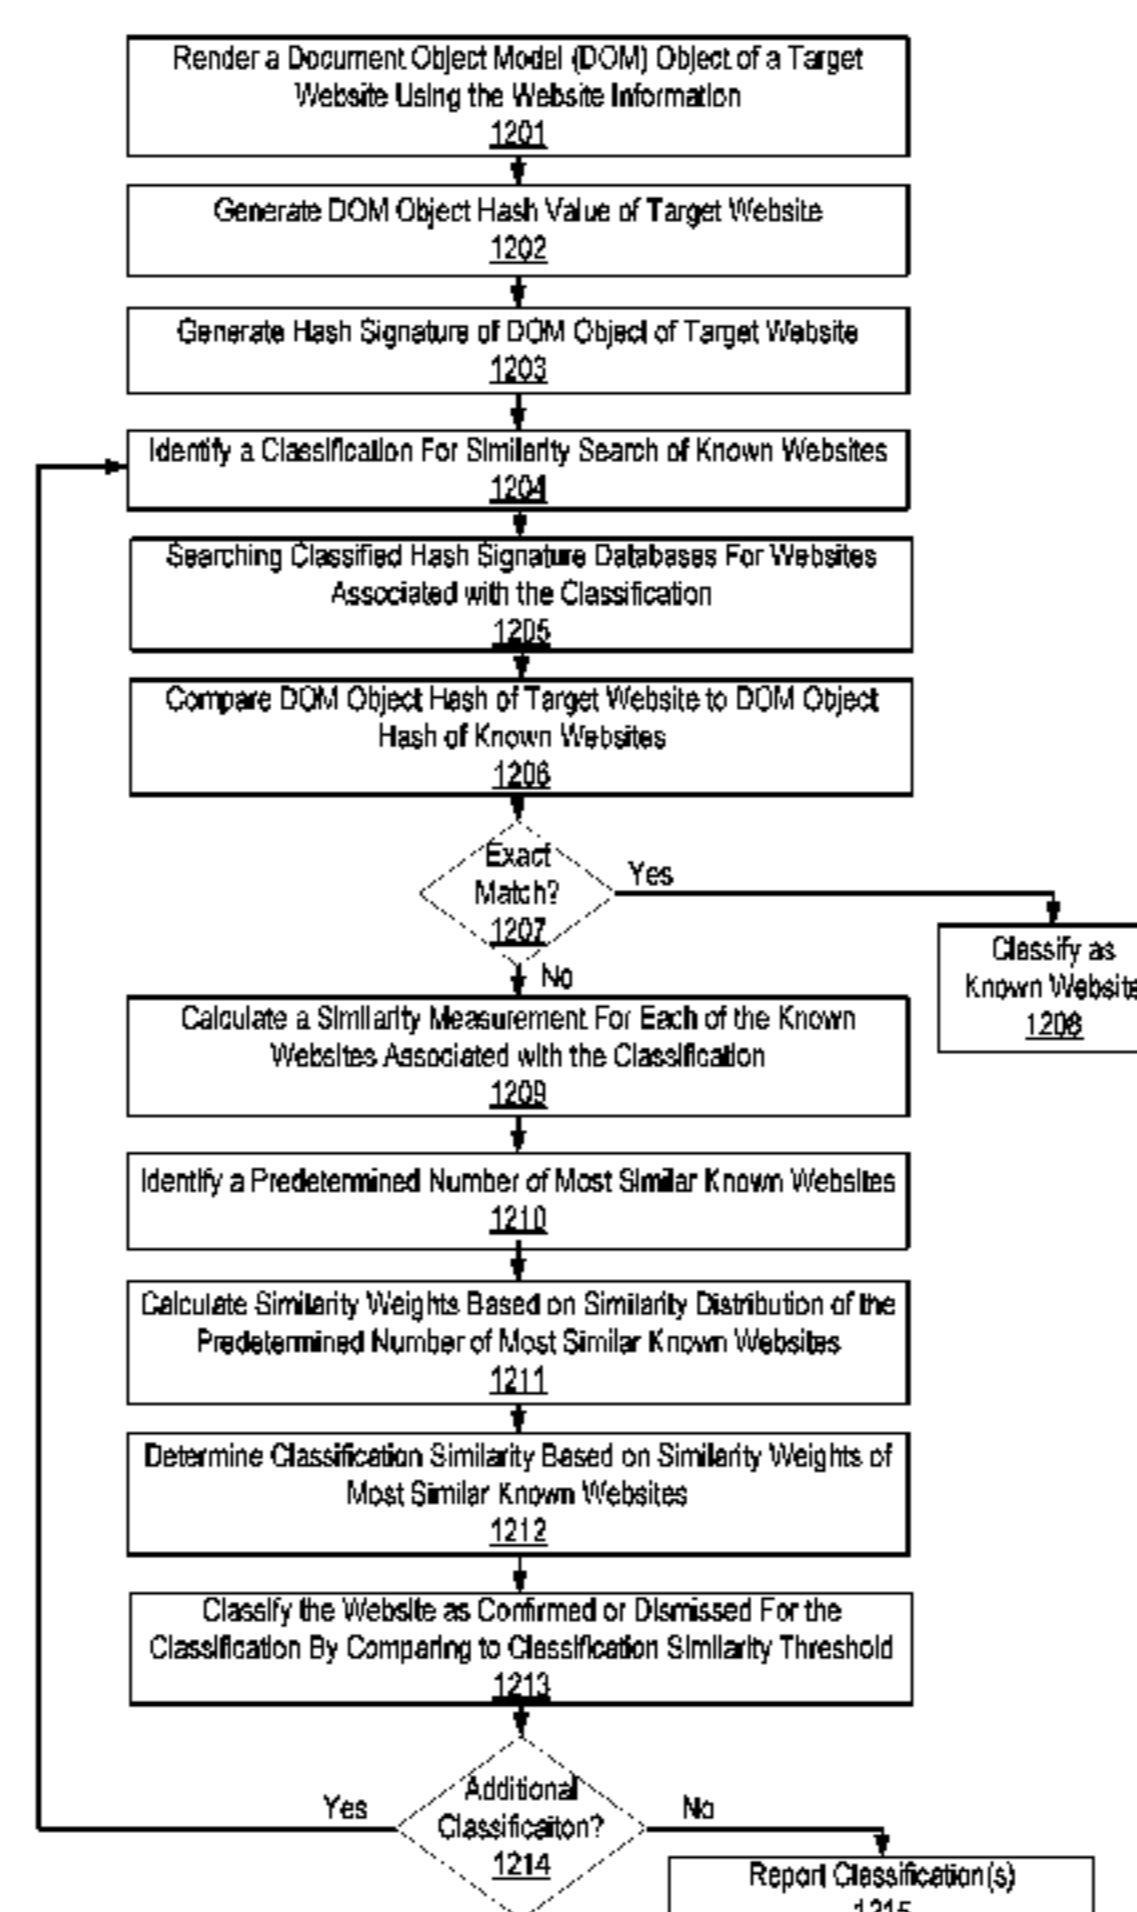 Render a Document Object Model (DOM) Object of a Target
Website Using the Website Information
1201
Generate DOM Object Hash Value of Target Website
1202
Generate Hash Signature of DOM Object of Target Website
1203
Identify a Classification For Similarity Search of Known Websites
1204
Searching Classified Hash Signature Databases For Websites
Associated with the Classification
1205
Compare DOM Object Hash of Target Website to DOM Object
Hash of Known Websites
1206
Exact
Match?
1207
Yes
No
Classify as
Known Website
1208
Calculate a Similarity Measurement For Each of the Known
Websites Associated with the Classification
1209
Identify a Predetermined Number of Most Similar Known Websites
1210
Calculate Similarity Weights Based on Similarity Distribution of the
Predetermined Number of Most Similar Known Websites
1211
Determine Classification Similarity Based on Similarity Weights of
Most Similar Known Websites
1212
Classify the Website as Confirmed or Dismissed For the
Classification By Comparing to Classification Similarity Threshold
1213
Additional
Classificaiton?
1214
Yes
No
Report Classification(s)
1215